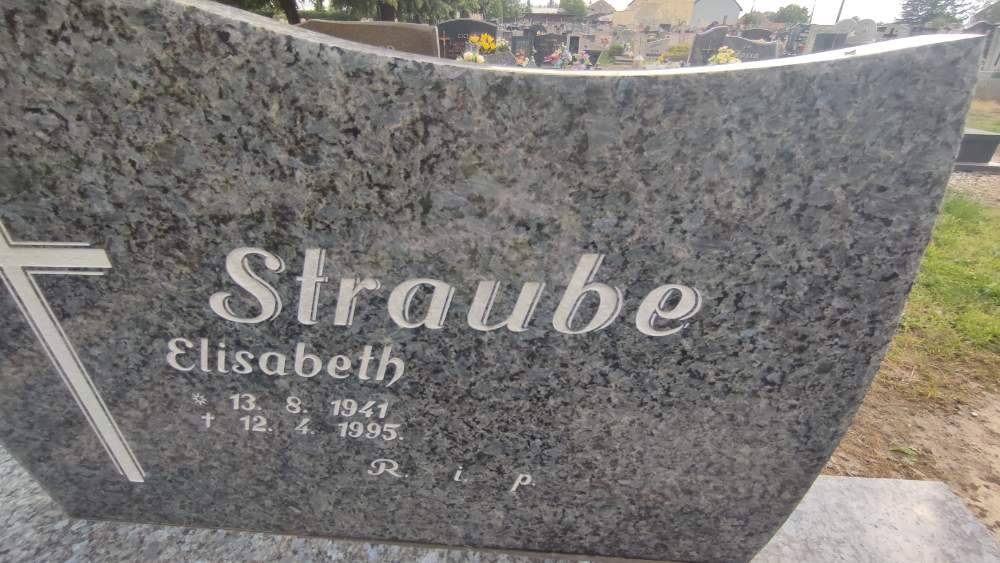 Straube
Elisabeth
* 13. 8. 1941
† 12. 4. 1995.
R. i. p.